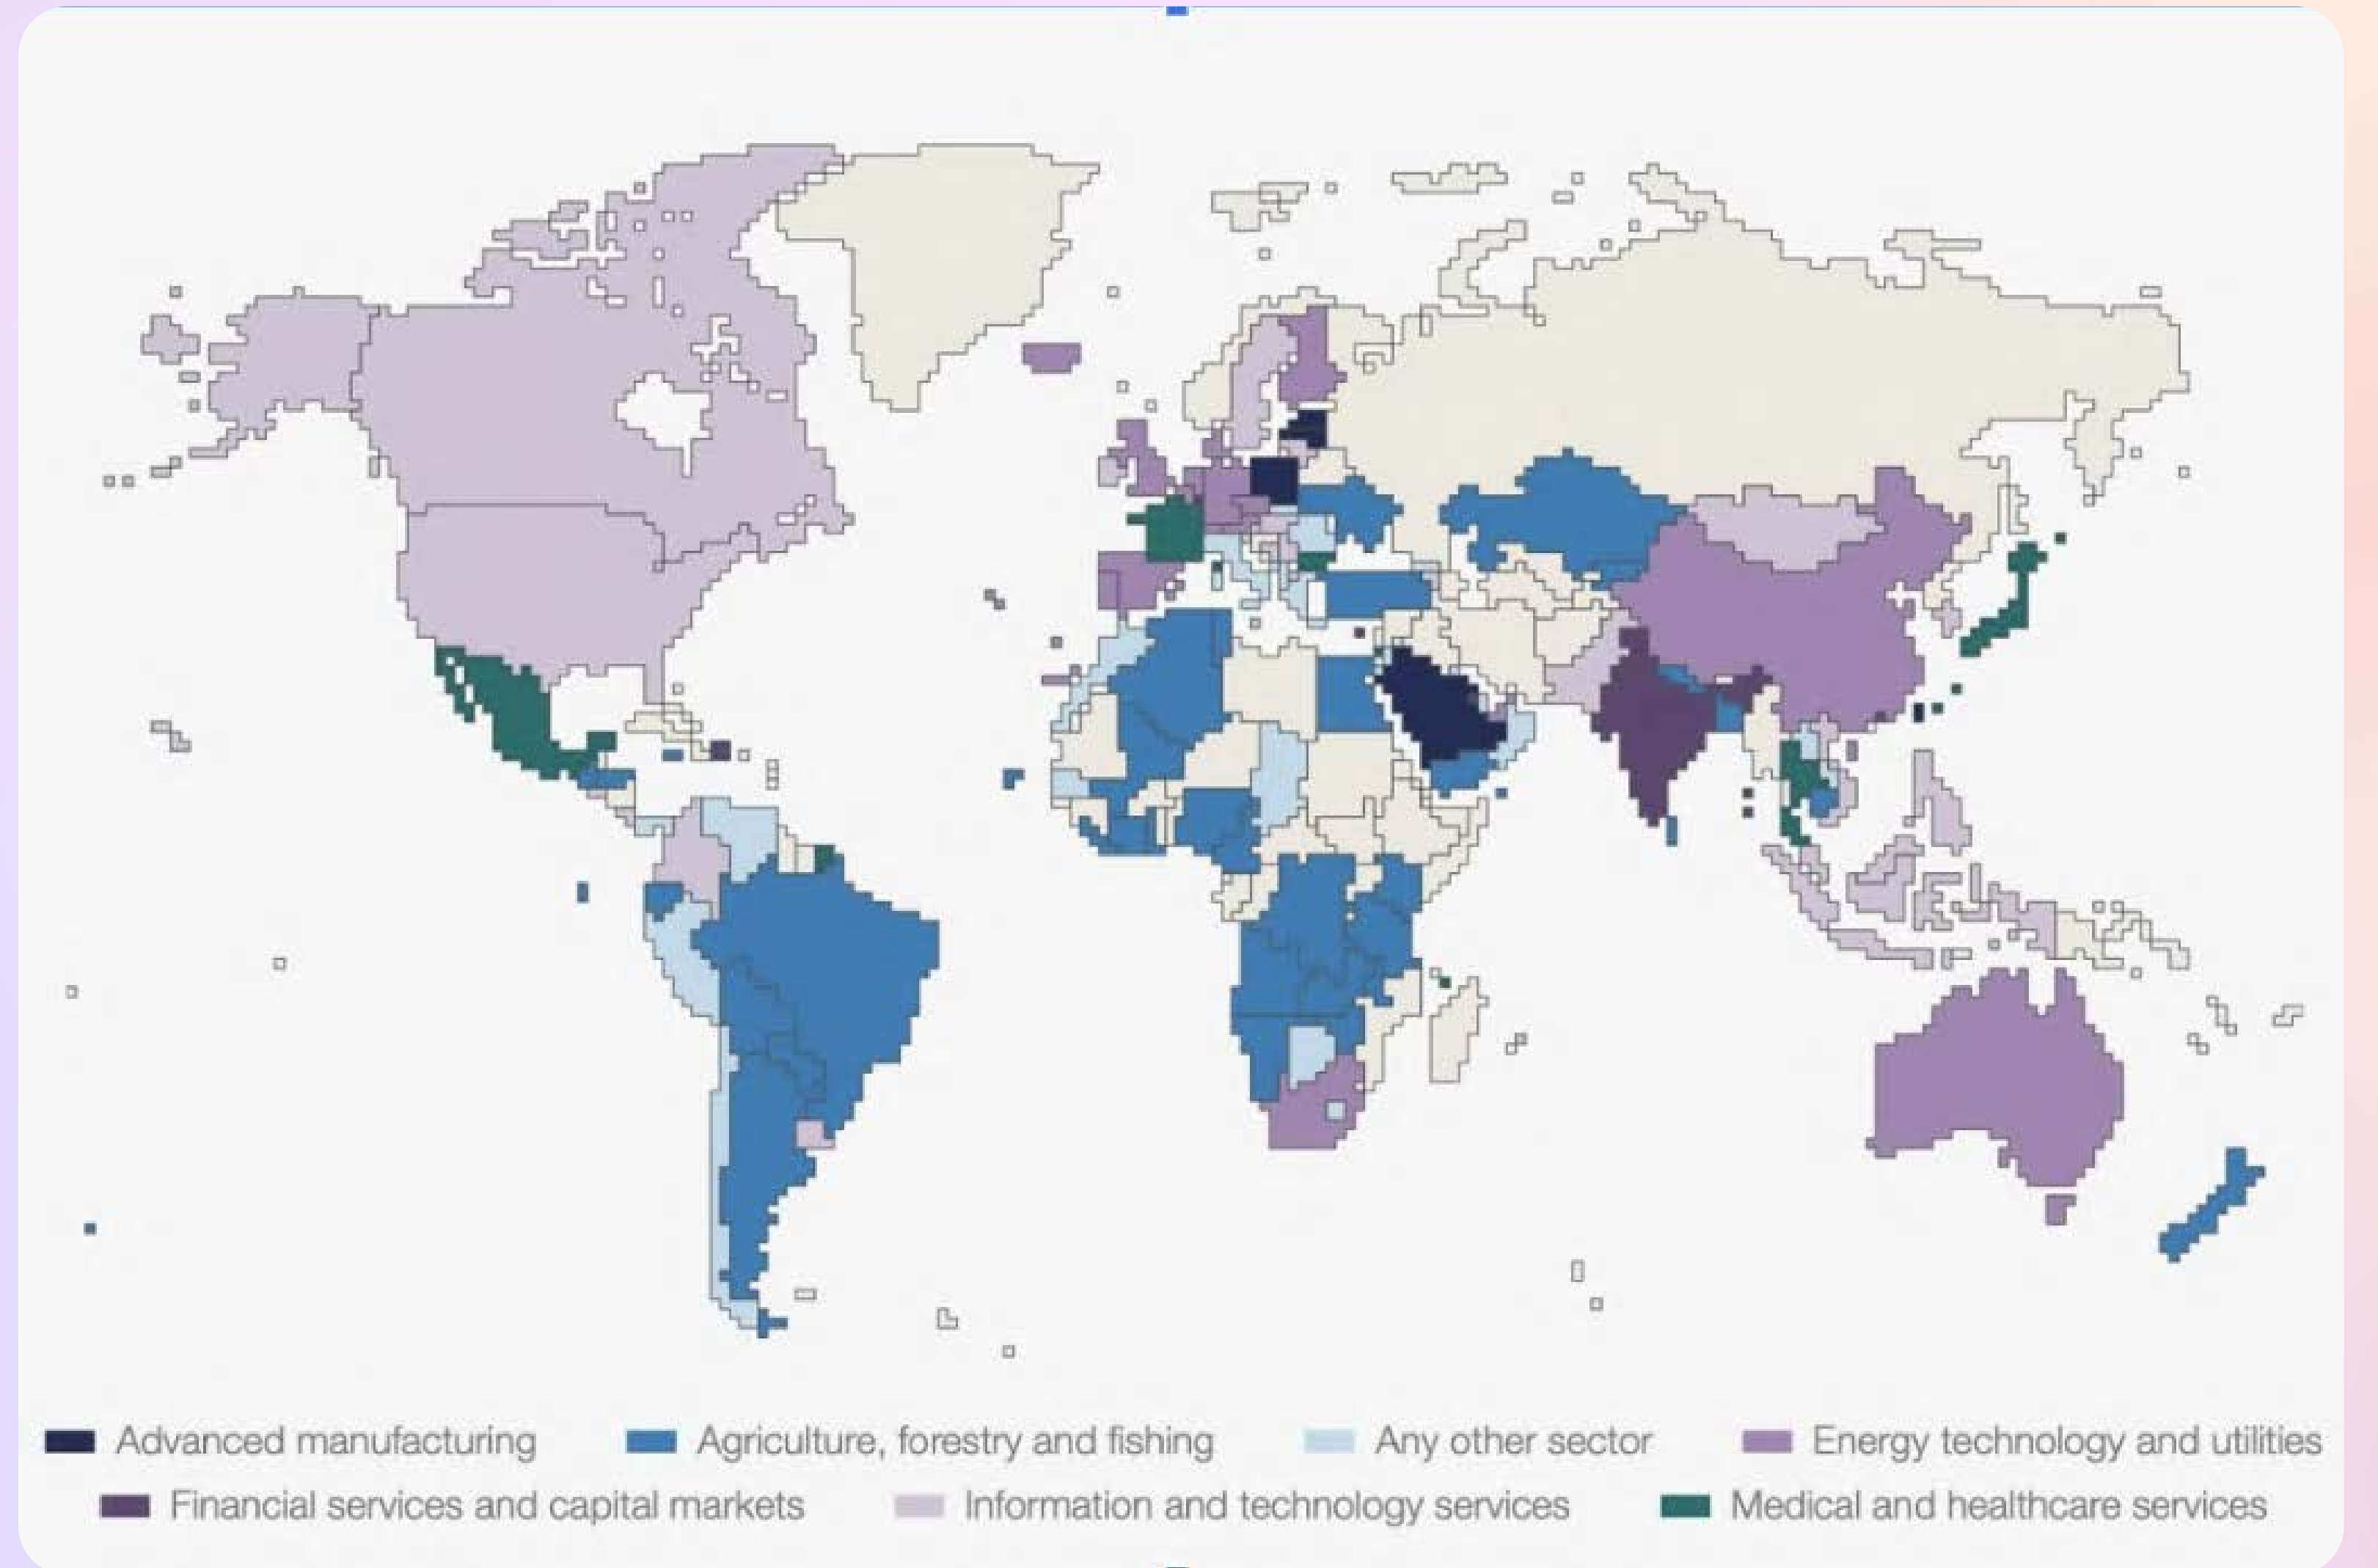 Advanced manufacturing Agriculture, forestry and fishing Any other sector Energy technology and utilities
Financial services and capital markets Information and technology services Medical and healthcare services